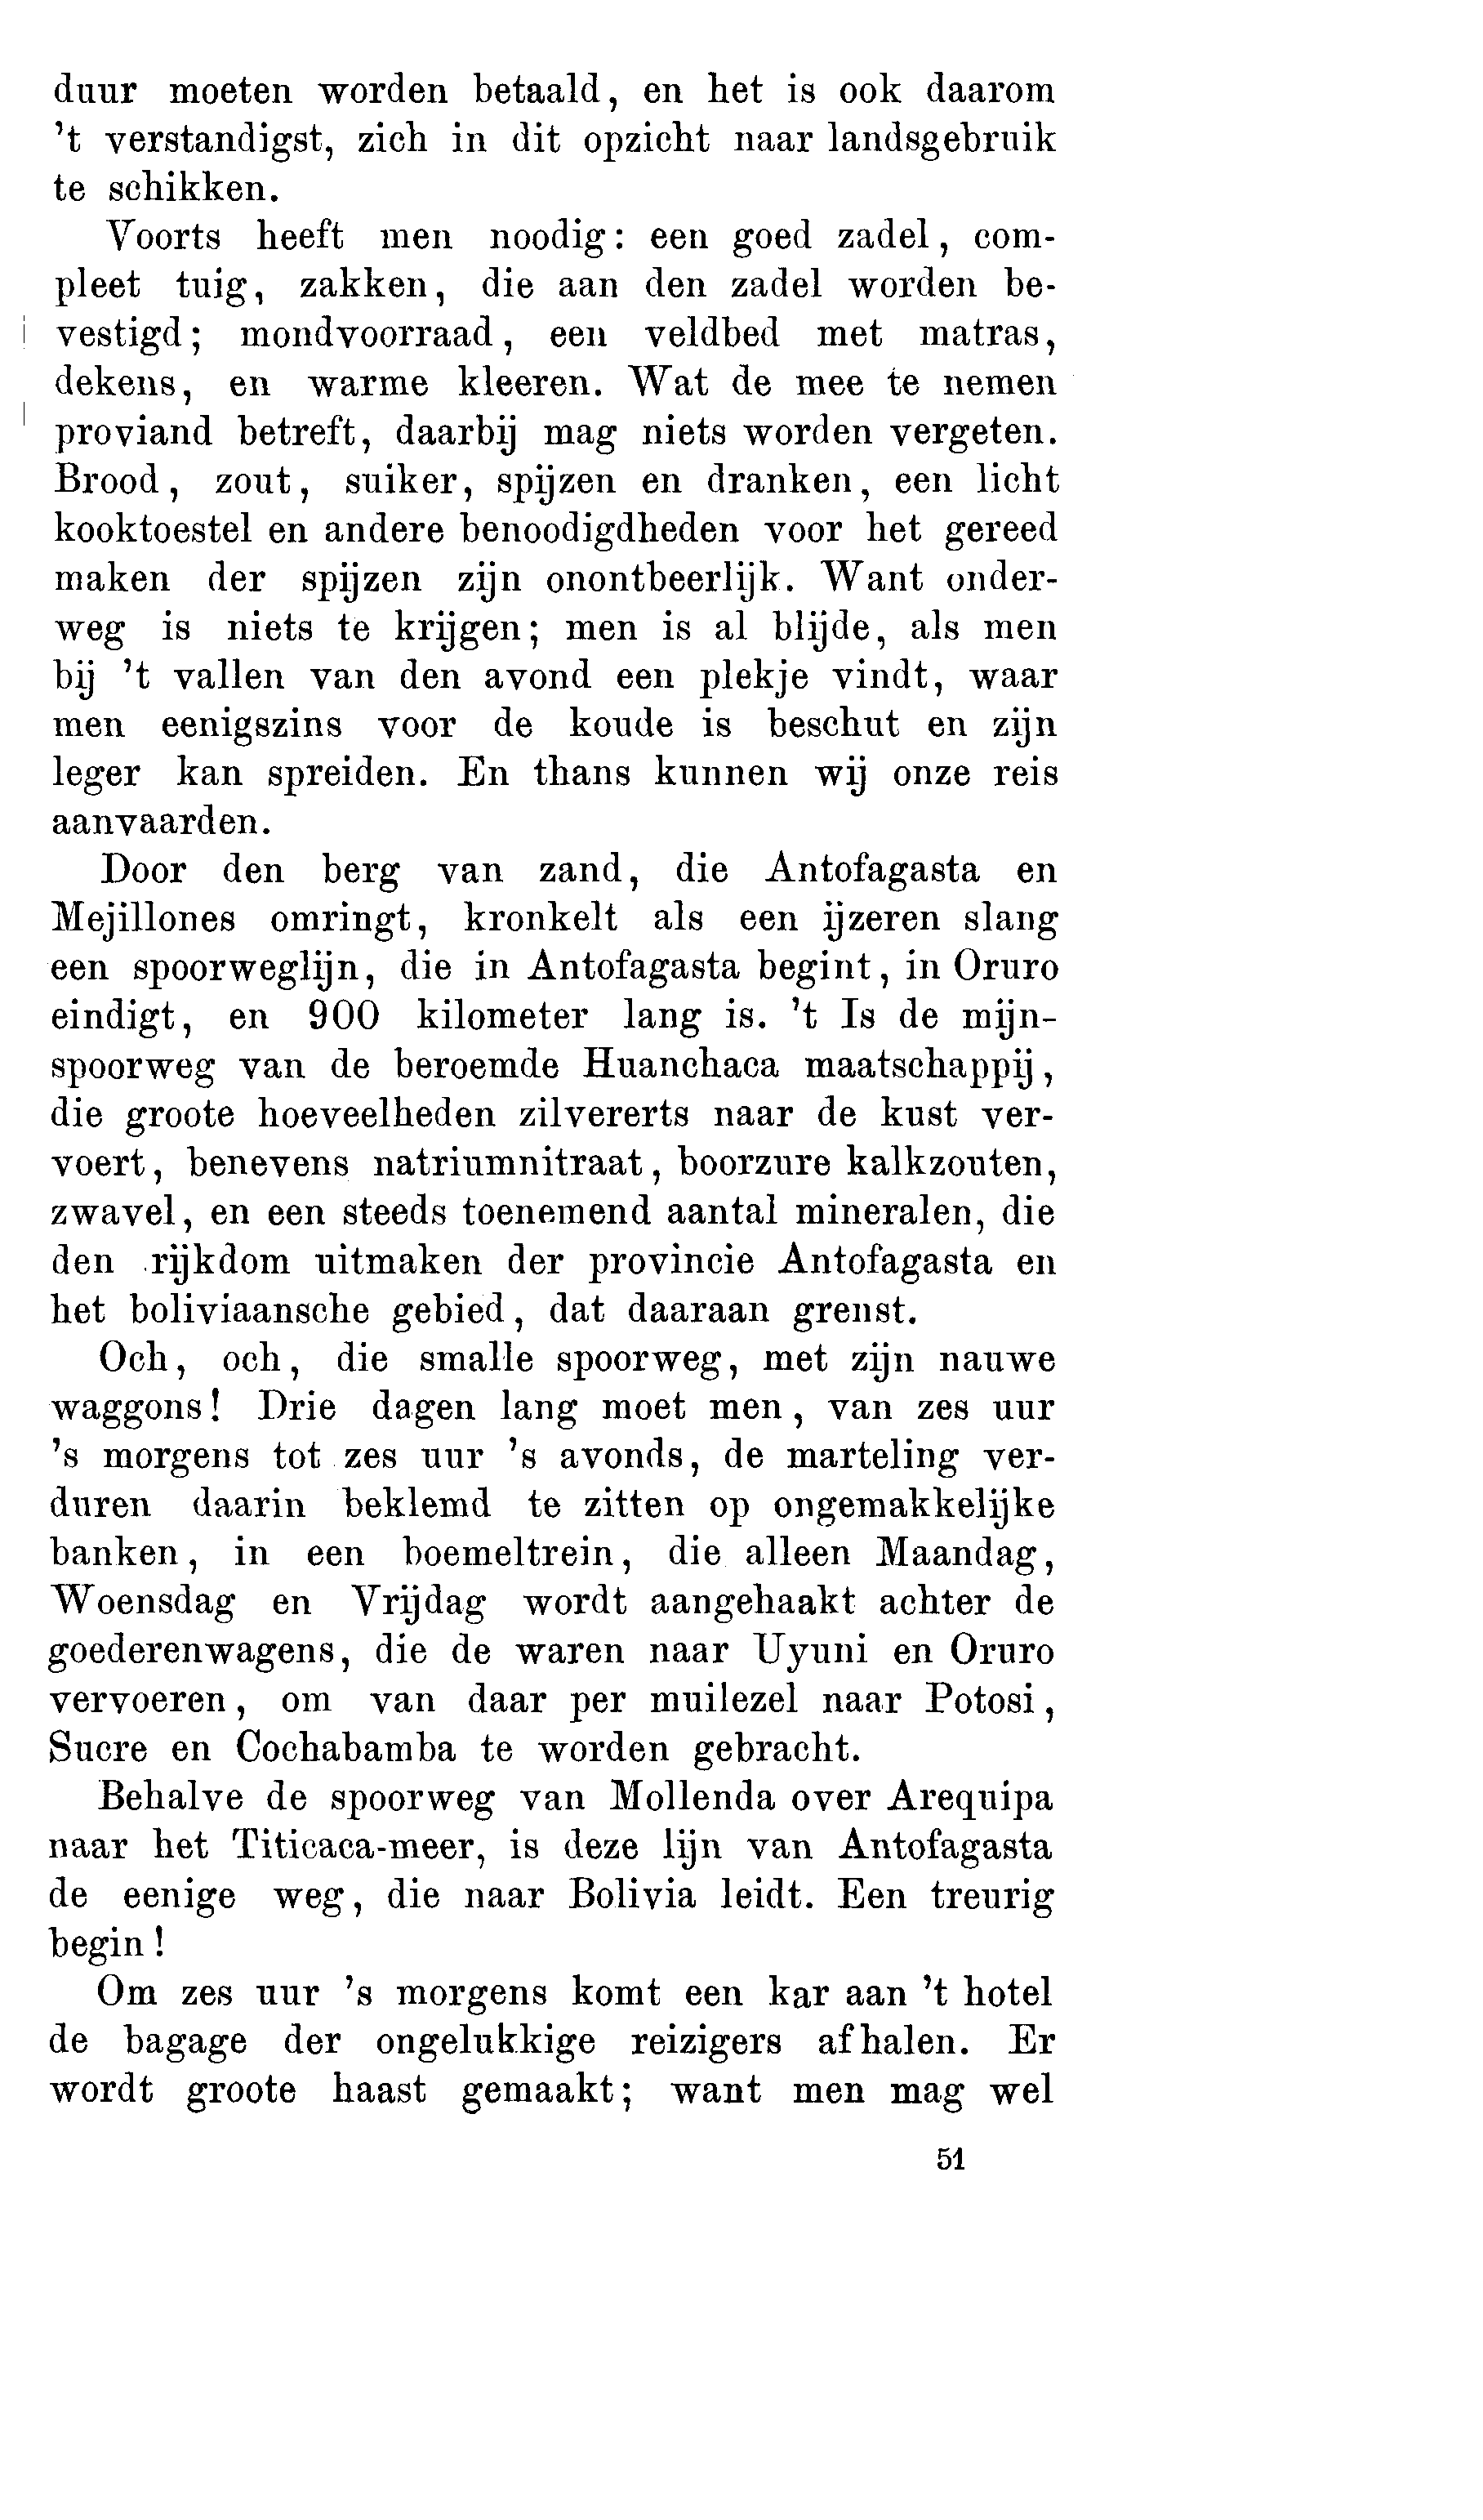 duur moeten worden betaald, en het is ook daarom
't verstandigst, zich in dit opzicht naar landsgebruik
te schikken.
Voorts heeft men noodig: een goed zadel, com-
pleet tuig, zakken, die aan den zadel worden be-
vestigd; mondvoorraad, een veldbed met matras,
dekens, en warme kleeren. Wat de mee te nemen
proviand betreft, daarbij mag niets worden vergeten.
Brood, zout, suiker, spijzen en dranken, een licht
kooktoestel en andere benoodigdheden voor het gereed
maken der spijzen zijn onontbeerlijk. Want onder-
weg is niets te krijgen; men is al blijde, als men
bij 't vallen van den avond een plekje vindt, waar
men eenigszins voor de koude is beschut en zijn
leger kan spreiden. En thans kunnen wij onze reis
aanvaarden.
Door den berg van zand, die Antofagasta en
Mejillones omringt, kronkelt als een ijzeren slang
een spoorweglijn, die in Antofagasta begint, in Oruro
eindigt, en 900 kilometer lang is. 't Is de mijn-
spoorweg van de beroemde Huanchaca maatschappij,
die groote hoeveelheden zilvererts naar de kust ver-
voert, benevens natriumnitraat, boorzure kalkzouten,
zwavel, en een steeds toenemend aantal mineralen, die
den rijkdom uitmaken der provincie Antofagasta en
het boliviaansche gebied, dat daaraan grenst.
Och, och, die smalle spoorweg, met zijn nauwe
waggons! Drie dagen lang moet men, van zes uur
's morgens tot zes uur 's avonds, de marteling ver-
duren daarin beklemd te zitten op ongemakkelijke
banken, in een boemeltrein, die alleen Maandag,
Woensdag en Vrijdag wordt aangehaakt achter de
goederenwagens, die de waren naar Uyuni en Oruro
vervoeren, om van daar per muilezel naar Potosi,
Sucre en Cochabamba te worden gebracht.
Behalve de spoorweg van Mollenda over Arequipa
naar het Titicaca-meer, is deze lijn van Antofagasta
de eenige weg, die naar Bolivia leidt. Een treurig
begin!
Om zes uur 's morgens komt een kar aan 't hotel
de bagage der ongelukkige reizigers afhalen. Er
wordt groote haast gemaakt; want men mag wel
51